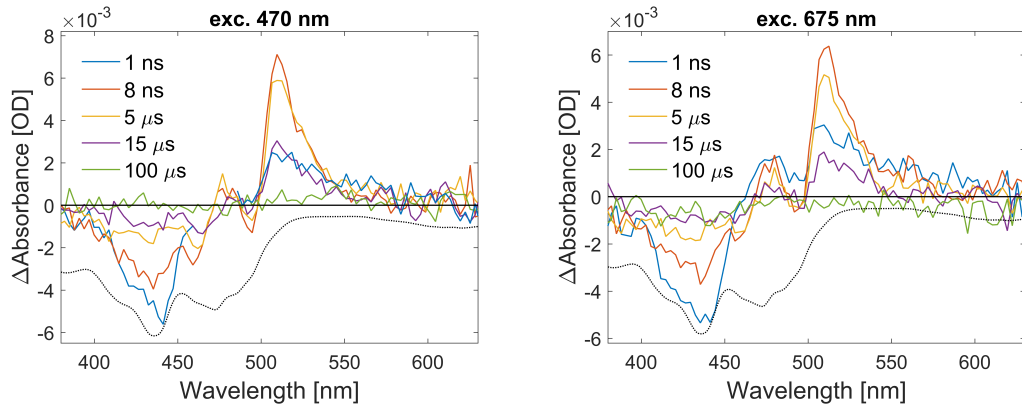 exc. 470 nm
×10⁻³
1 ns
8 ns
5 μs
15 μs
100 μs
8
6
4
2
0
-2
-4
-6
400
450
500
550
600
ΔAbsorbance [OD]
Wavelength [nm]
exc. 675 nm
×10⁻³
1 ns
8 ns
5 μs
15 μs
100 μs
6
4
2
0
-2
-4
-6
400
450
500
550
600
ΔAbsorbance [OD]
Wavelength [nm]